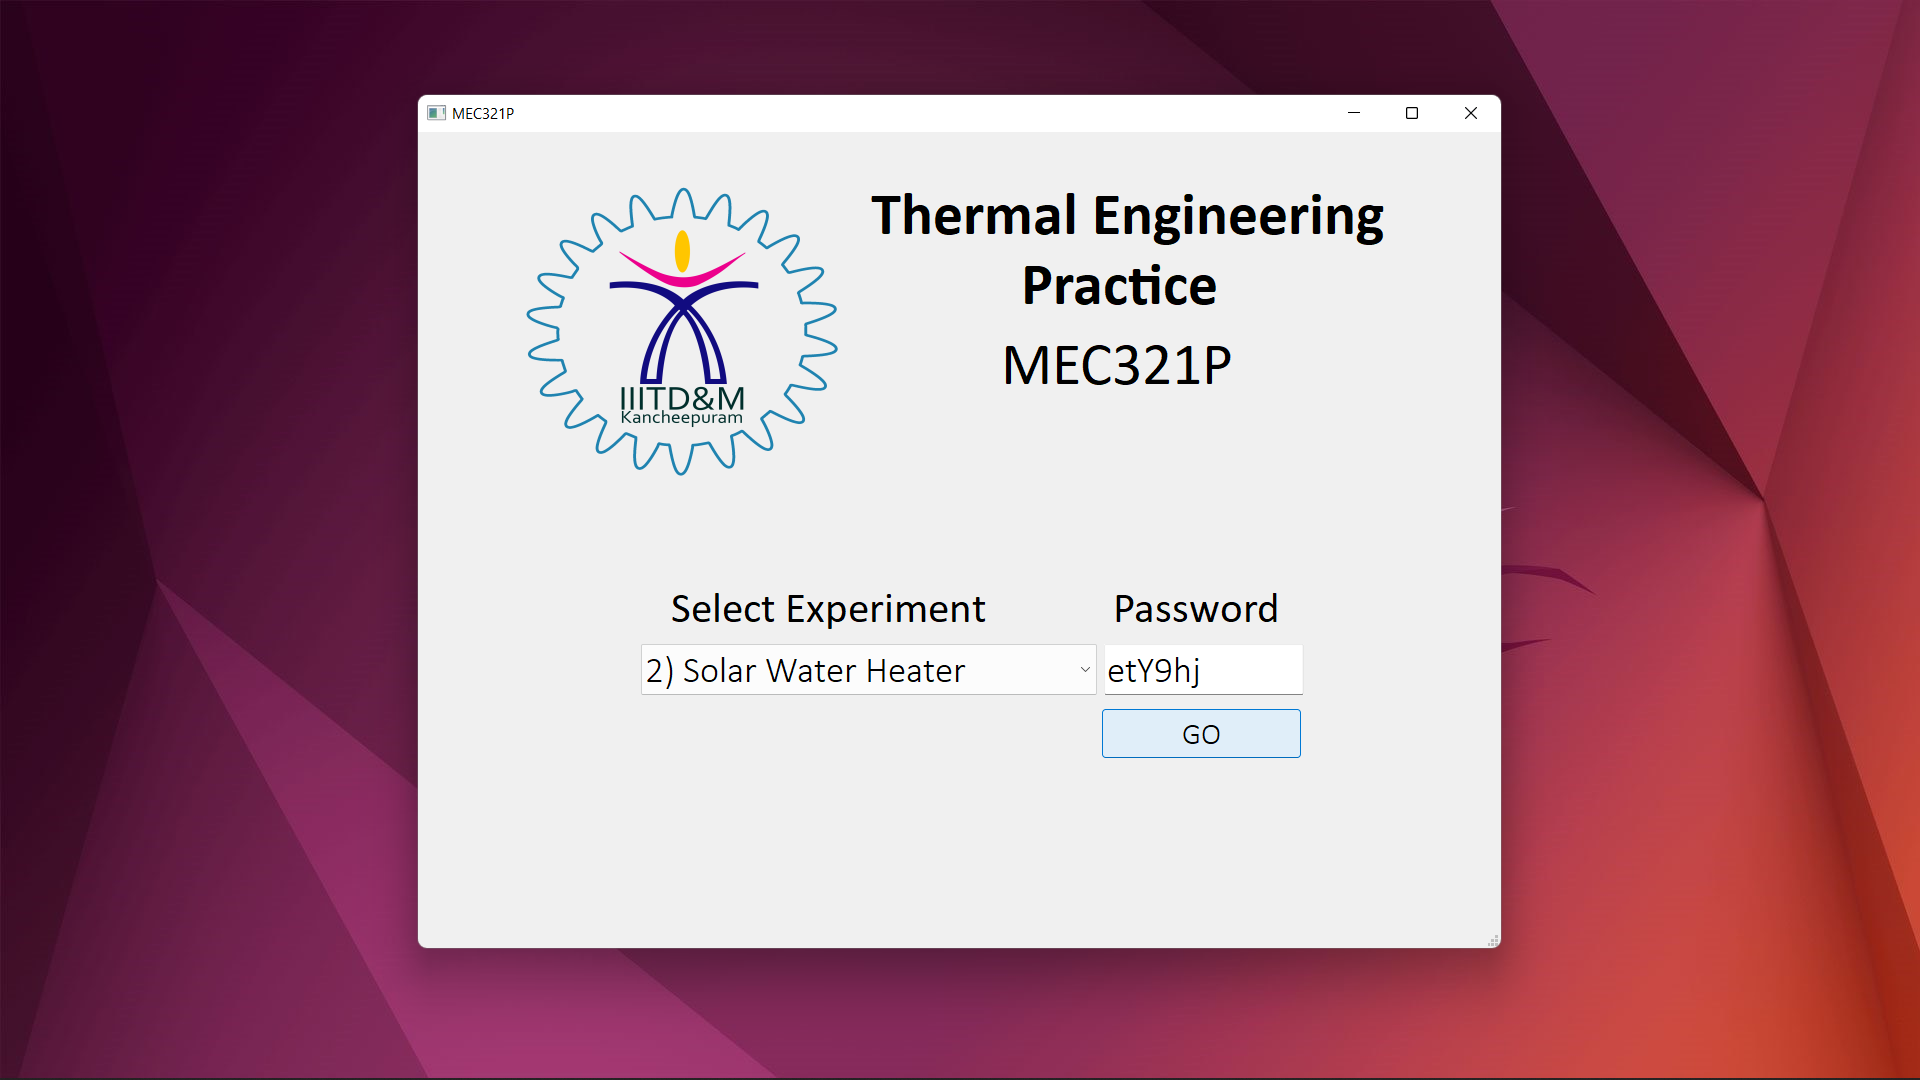 MEC321P
Thermal Engineering
Practice
MEC321P
IIITD&M
Kancheepuram
Select Experiment
Password
2) Solar Water Heater
etY9hj
GO